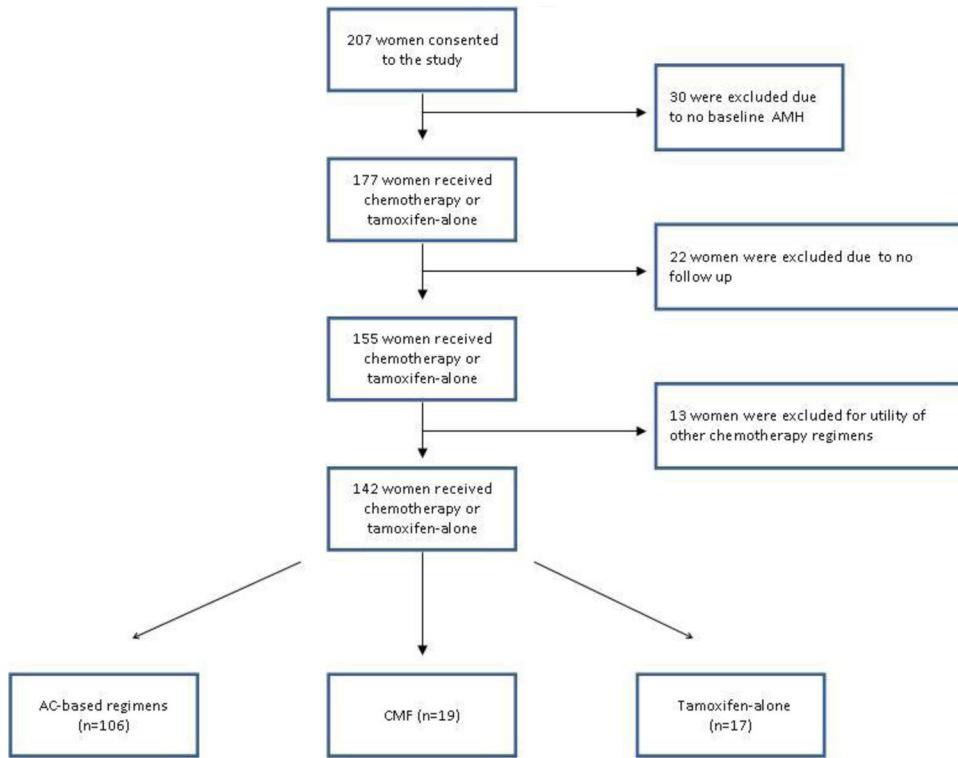 207 women consented
to the study
30 were excluded due
to no baseline AMH
177 women received
chemotherapy or
tamoxifen-alone
22 women were excluded due to no
follow up
155 women received
chemotherapy or
tamoxifen-alone
13 women were excluded for utility of
other chemotherapy regimens
142 women received
chemotherapy or
tamoxifen-alone
AC-based regimens
(n=106)
CMF (n=19)
Tamoxifen-alone
(n=17)